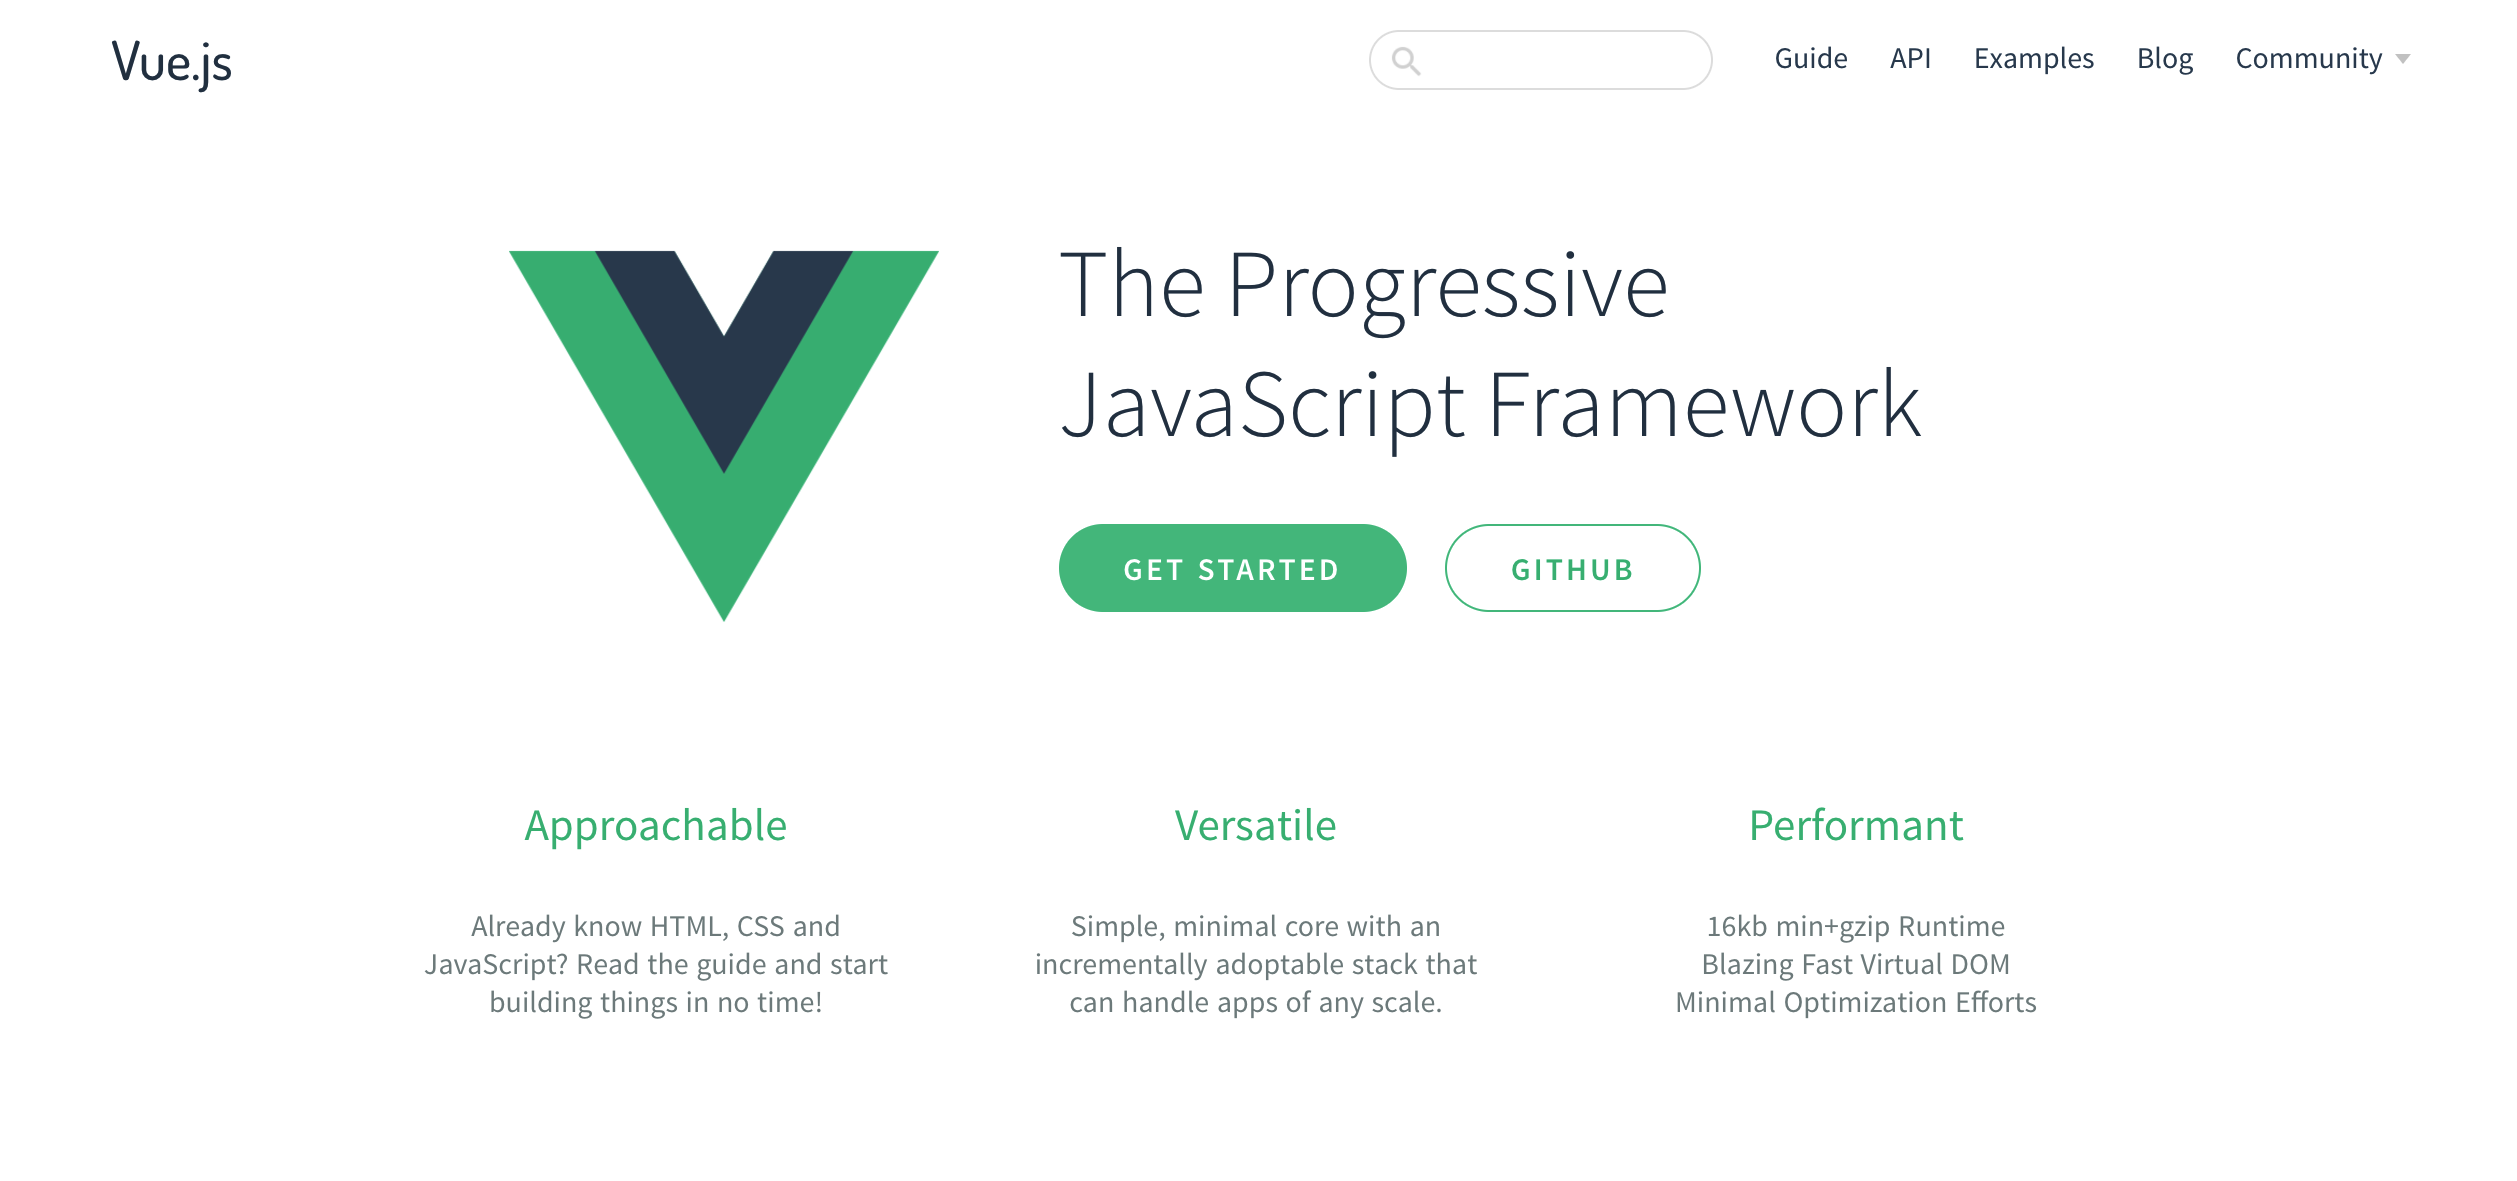 Vue.js
Guide API Examples Blog Community
The Progressive
JavaScript Framework
GET STARTED GITHUB
Approachable
Already know HTML, CSS and
JavaScript? Read the guide and start
building things in no time!
Versatile
Simple, minimal core with an
incrementally adoptable stack that
can handle apps of any scale.
Performant
16kb min+gzip Runtime
Blazing Fast Virtual DOM
Minimal Optimization Efforts